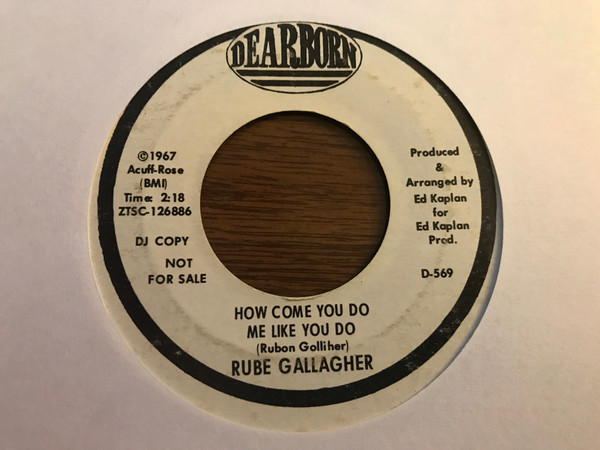 DEARBORN
©1967
Acuff-Rose
(BMI)
Time: 2:18
ZTSC-126886
DJ COPY
NOT
FOR SALE
Produced
&
Arranged by
Ed Kaplan
for
Ed Kaplan
Prod.
D-569
HOW COME YOU DO
ME LIKE YOU DO
(Rubon Golliher)
RUBE GALLAGHER